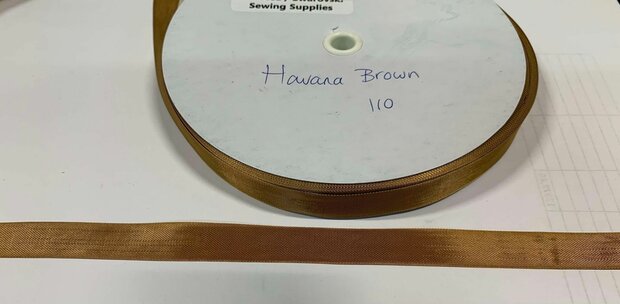 Sewing Supplies
Havana Brown
110